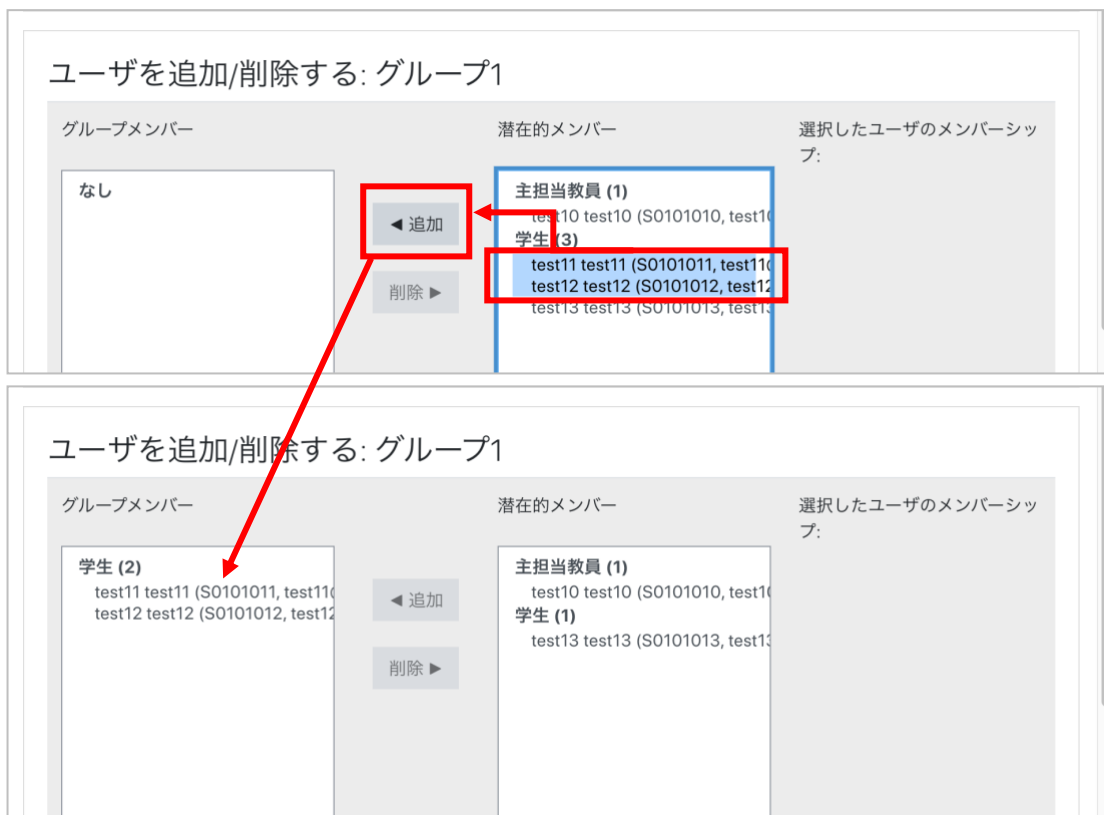 ユーザを追加/削除する: グループ1
グループメンバー
潜在的メンバー
選択したユーザのメンバーシッ
プ:
なし
◀ 追加
削除 ▶
主担当教員 (1)
test10 test10 (S0101010, test10
学生 (3)
test11 test11 (S0101011, test11@
test12 test12 (S0101012, test12
test13 test13 (S0101013, test13
ユーザを追加/削除する: グループ1
グループメンバー
潜在的メンバー
選択したユーザのメンバーシッ
プ:
学生 (2)
test11 test11 (S0101011, test11@
test12 test12 (S0101012, test12
◀ 追加
削除 ▶
主担当教員 (1)
test10 test10 (S0101010, test10
学生 (1)
test13 test13 (S0101013, test13